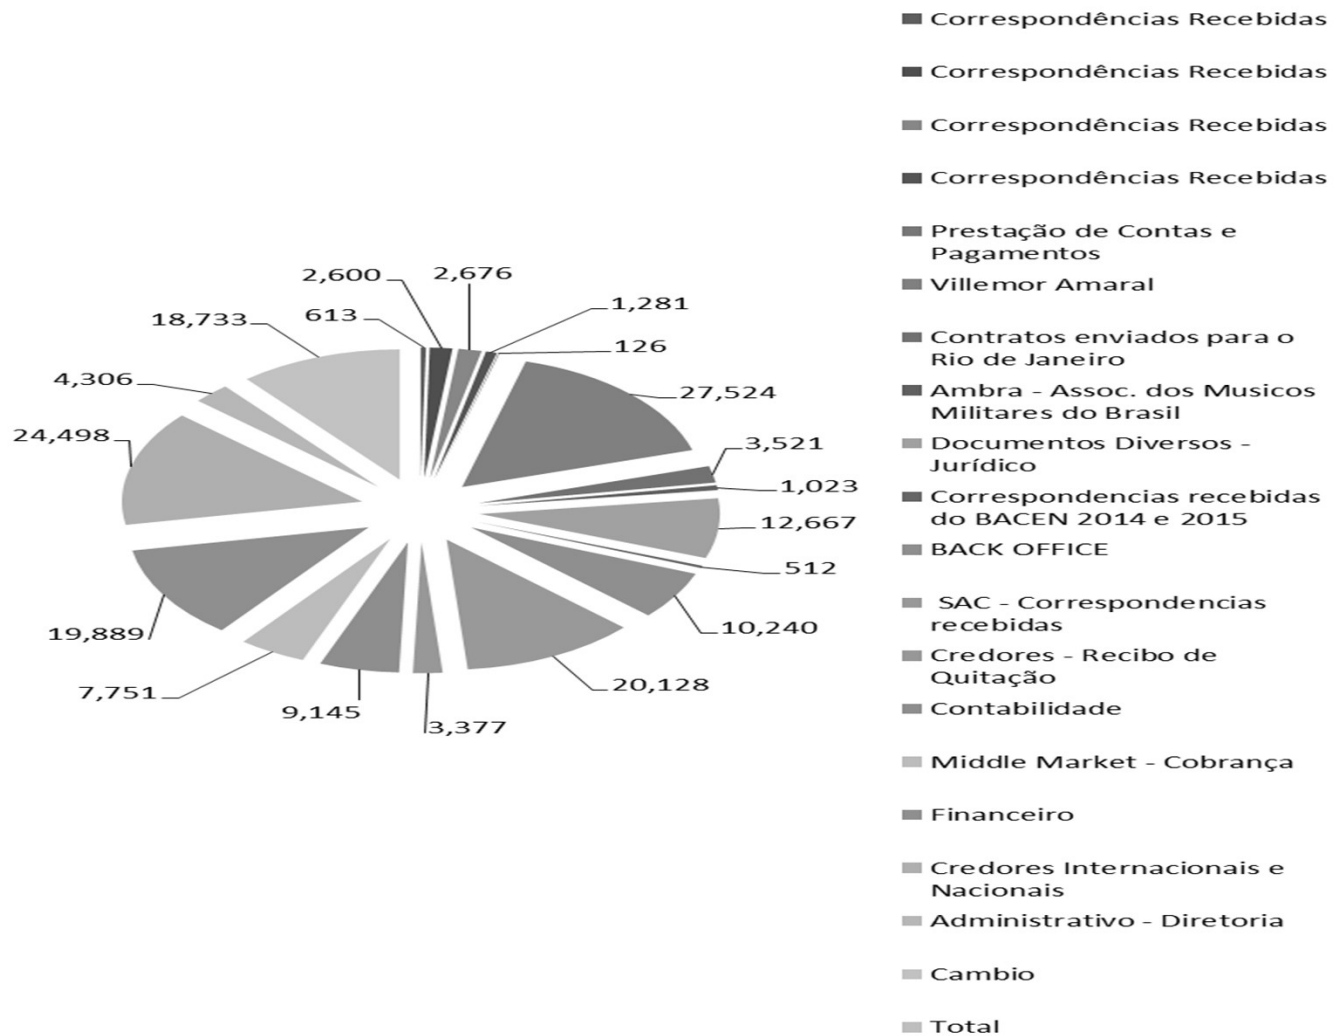 2,600
2,676
613
1,281
18,733
126
4,306
27,524
24,498
3,521
1,023
12,667
512
19,889
10,240
7,751
20,128
9,145
3,377
Correspondências Recebidas
Correspondências Recebidas
Correspondências Recebidas
Correspondências Recebidas
Prestação de Contas e
Pagamentos
Villemor Amaral
Contratos enviados para o
Rio de Janeiro
Ambra - Assoc. dos Musicos
Militares do Brasil
Documentos Diversos -
Jurídico
Correspondencias recebidas
do BACEN 2014 e 2015
BACK OFFICE
SAC - Correspondencias
recebidas
Credores - Recibo de
Quitação
Contabilidade
Middle Market - Cobrança
Financeiro
Credores Internacionais e
Nacionais
Administrativo - Diretoria
Cambio
Total